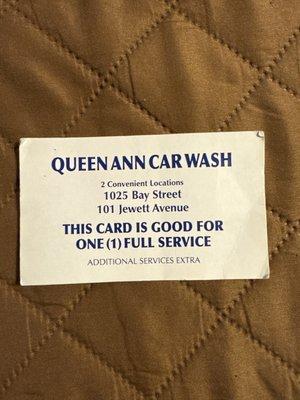 QUEEN ANN CAR WASH
2 Convenient Locations
1025 Bay Street
101 Jewett Avenue
THIS CARD IS GOOD FOR
ONE (1) FULL SERVICE
ADDITIONAL SERVICES EXTRA